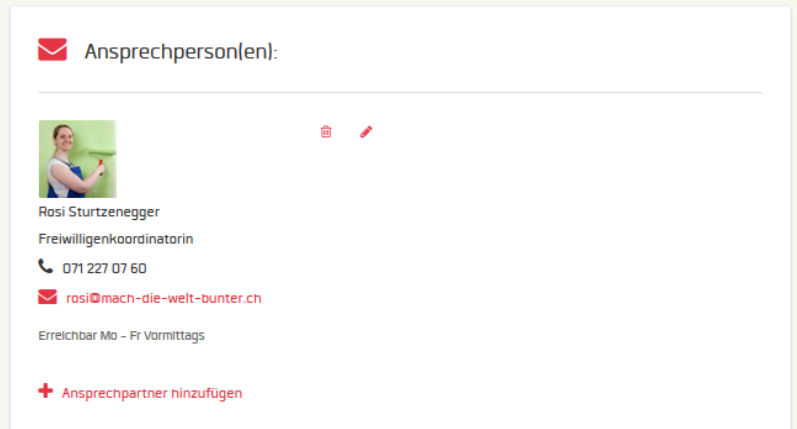 Ansprechperson(en):
Rosi Sturtzenegger
Freiwilligenkoordinatorin
071 227 07 60
rosi@mach-die-welt-bunter.ch
Erreichbar Mo - Fr Vormittags
Ansprechpartner hinzufügen